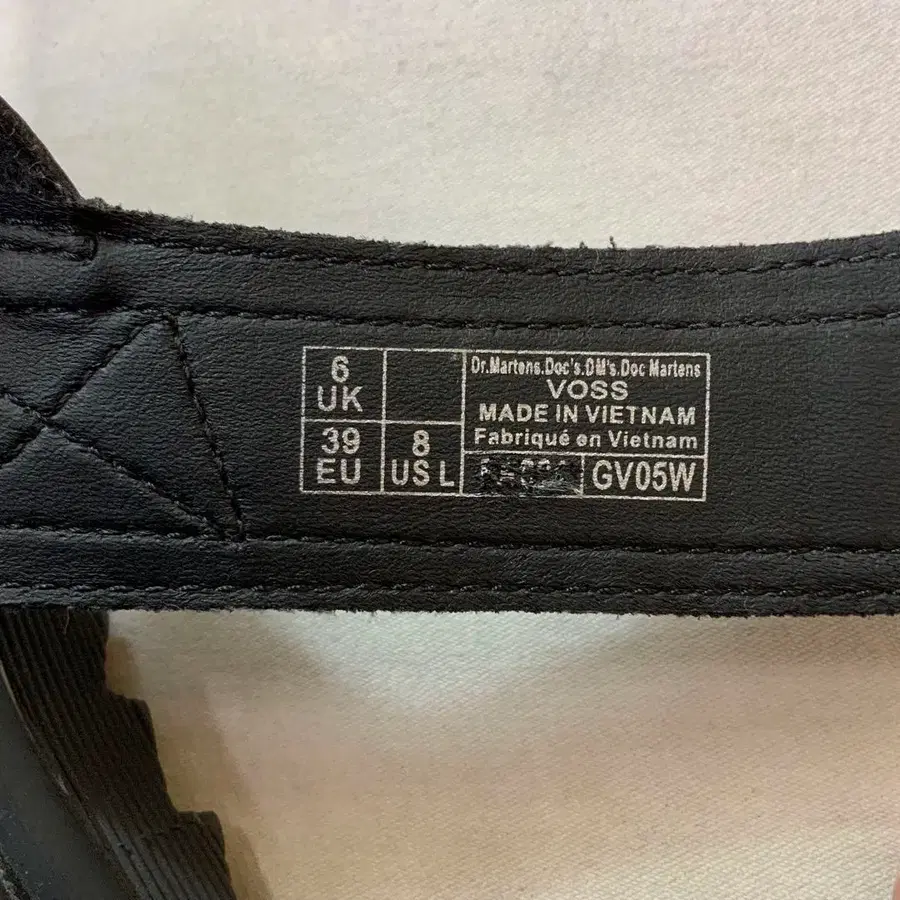 6
UK
39
EU
8
US L
Dr.Martens.Doc's.DM's.Doc Martens
VOSS
MADE IN VIETNAM
Fabriqué en Vietnam
GV05W